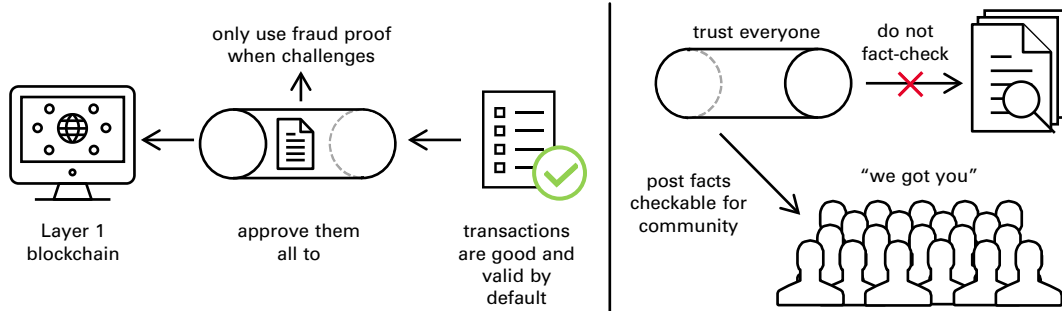 only use fraud proof
when challenges
Layer 1
blockchain
approve them
all to
transactions
are good and
valid by
default
trust everyone
do not
fact-check
post facts
checkable for
community
“we got you”